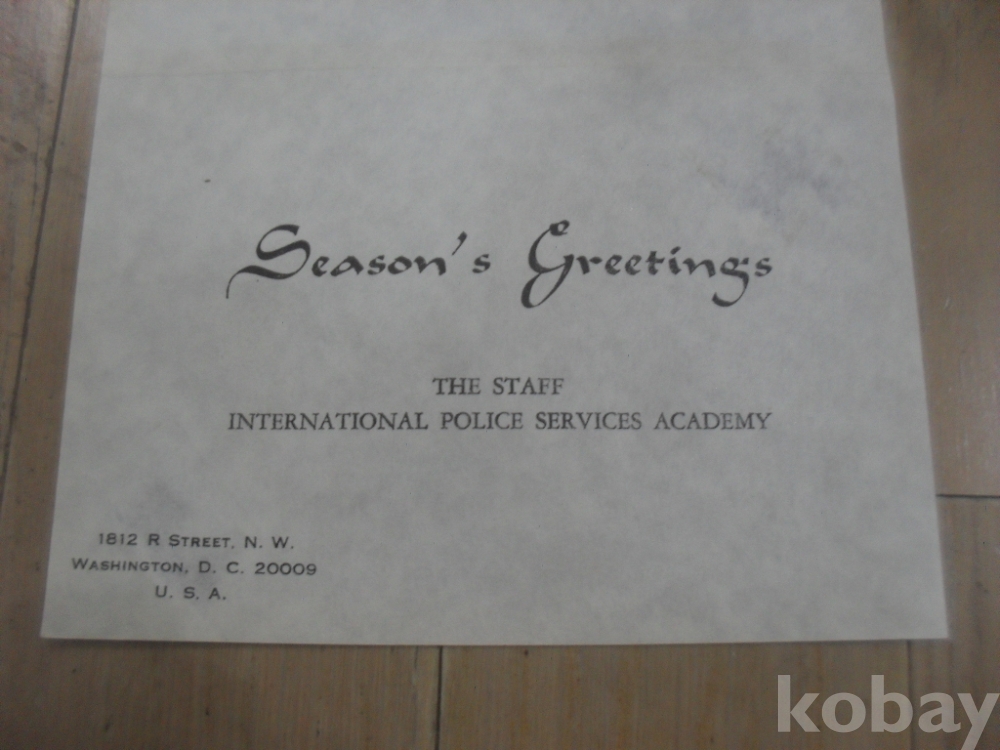 Season's Greetings
THE STAFF
INTERNATIONAL POLICE SERVICES ACADEMY
1812 R STREET, N. W.
WASHINGTON, D. C. 20009
U. S. A.
kobay